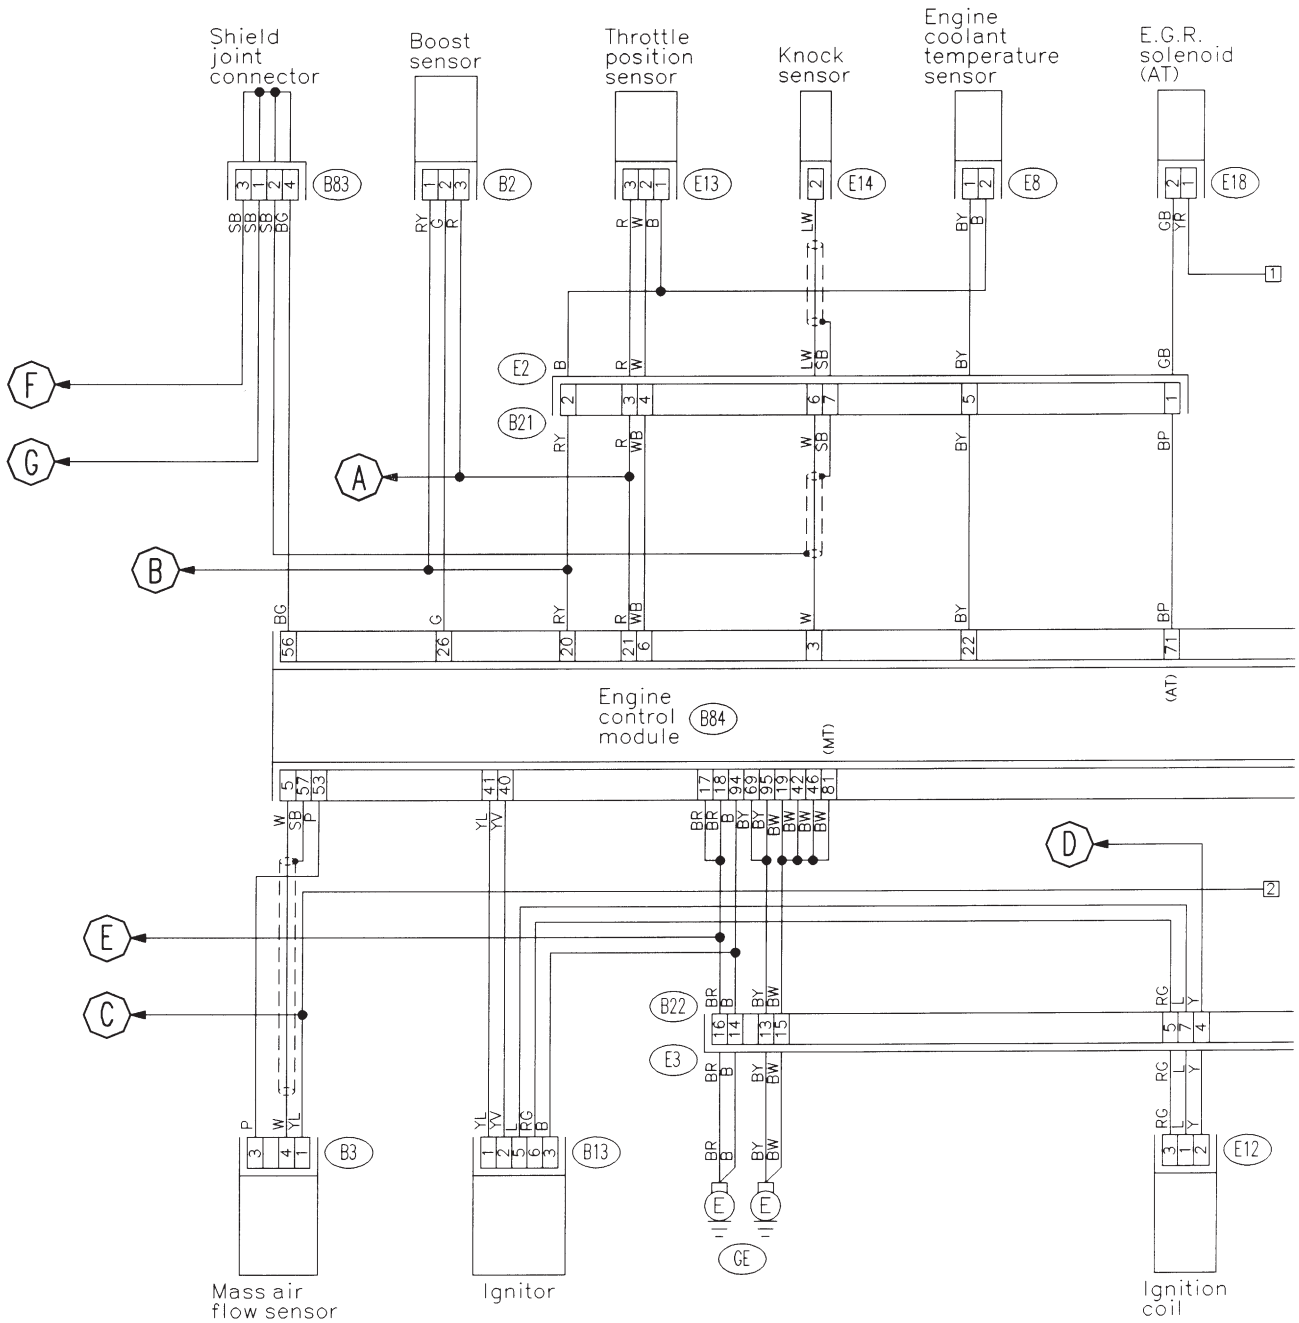 Shield
joint
connector
Boost
sensor
Throttle
position
sensor
Knock
sensor
Engine
coolant
temperature
sensor
E.G.R.
solenoid
(AT)
3 1 2 4
B83
1 2 3
B2
3 2 1
E13
2
E14
1 2
E8
2 1
E18
SB SB SB BG
RY G R
R W B
LW
BY B
GB YR
1
F
E2
B R W LW SB BY GB
2 3 4 6 7 5 1
B21
RY R WB W SB BY BP
G
A
B
BG G RY R WB W BY BP
56 26 20 21 6 3 22 71
(AT)
Engine
control
module
B84
(MT)
5 57 53 41 40 17 18 94 69 95 19 42 46 81
W SB P YL YV BR BR B BY BY BW BW BW BW
D
2
E
C
B22
BR B BY BW RG L Y
16 14 13 15 5 7 4
E3
BR B BY BW RG L Y
P W YL
YL YV L RG B
BR B BY BW
RG L Y
3 4 1
B3
1 2 5 6 3
B13
3 1 2
E12
E E
GE
Mass air
flow sensor
Ignitor
Ignition
coil